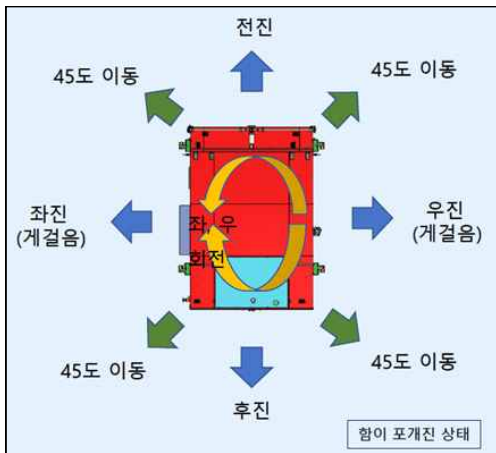 전진
45도 이동
45도 이동
좌진
(게걸음)
좌, 우
회전
우진
(게걸음)
45도 이동
45도 이동
후진
함이 포개진 상태